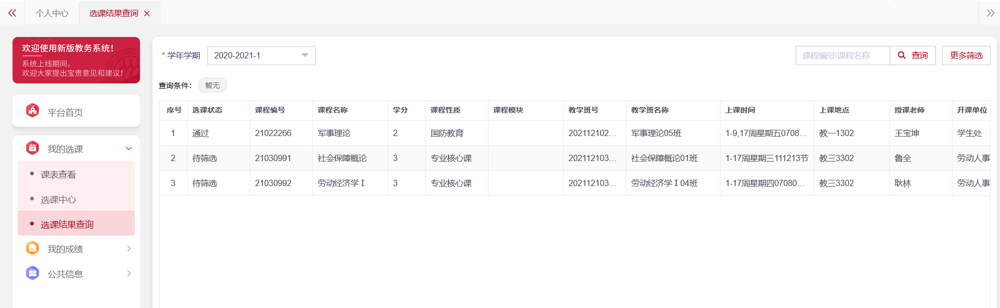 个人中心 选课结果查询
欢迎使用新版教务系统！
系统上线期间，
欢迎大家提出宝贵意见和建议！
平台首页
我的选课
课表查看
选课中心
选课结果查询
我的成绩
公共信息
* 学年学期 2020-2021-1 课程编号/课程名称 查询 更多筛选
查询条件： 暂无
序号 选课状态 课程编号 课程名称 学分 课程性质 课程模块 教学班号 教学班名称 上课时间 上课地点 授课老师 开课单位
1 通过 21022266 军事理论 2 国防教育 202112102... 军事理论05班 1-9,17周星期五0708... 教一1302 王宝坤 学生处
2 待筛选 21030991 社会保障概论 3 专业核心课 202112103... 社会保障概论01班 1-17周星期三111213节 教三3302 鲁全 劳动人事
3 待筛选 21030992 劳动经济学Ⅰ 3 专业核心课 202112103... 劳动经济学Ⅰ04班 1-17周星期四07080... 教三3302 耿林 劳动人事